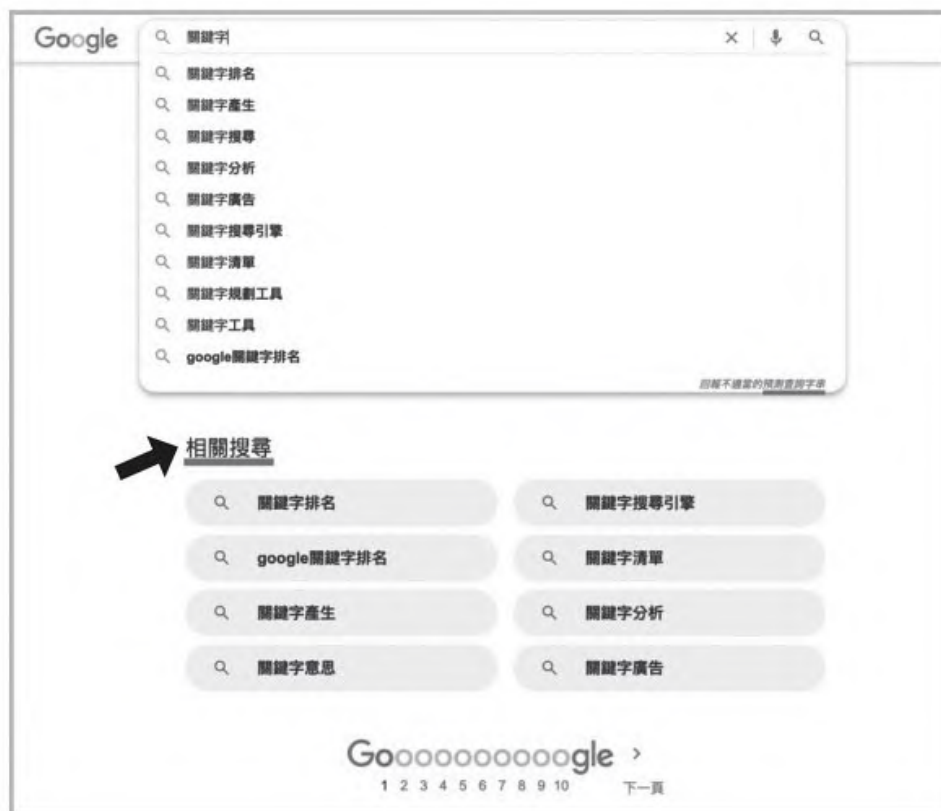 Google 關鍵字
關鍵字排名
關鍵字產生
關鍵字搜尋
關鍵字分析
關鍵字廣告
關鍵字搜尋引擎
關鍵字清單
關鍵字規劃工具
關鍵字工具
google關鍵字排名
回報不適當的預測查詢字串
相關搜尋
關鍵字排名 關鍵字搜尋引擎
google關鍵字排名 關鍵字清單
關鍵字產生 關鍵字分析
關鍵字意思 關鍵字廣告
Goooooooooogle
1 2 3 4 5 6 7 8 9 10 下一頁